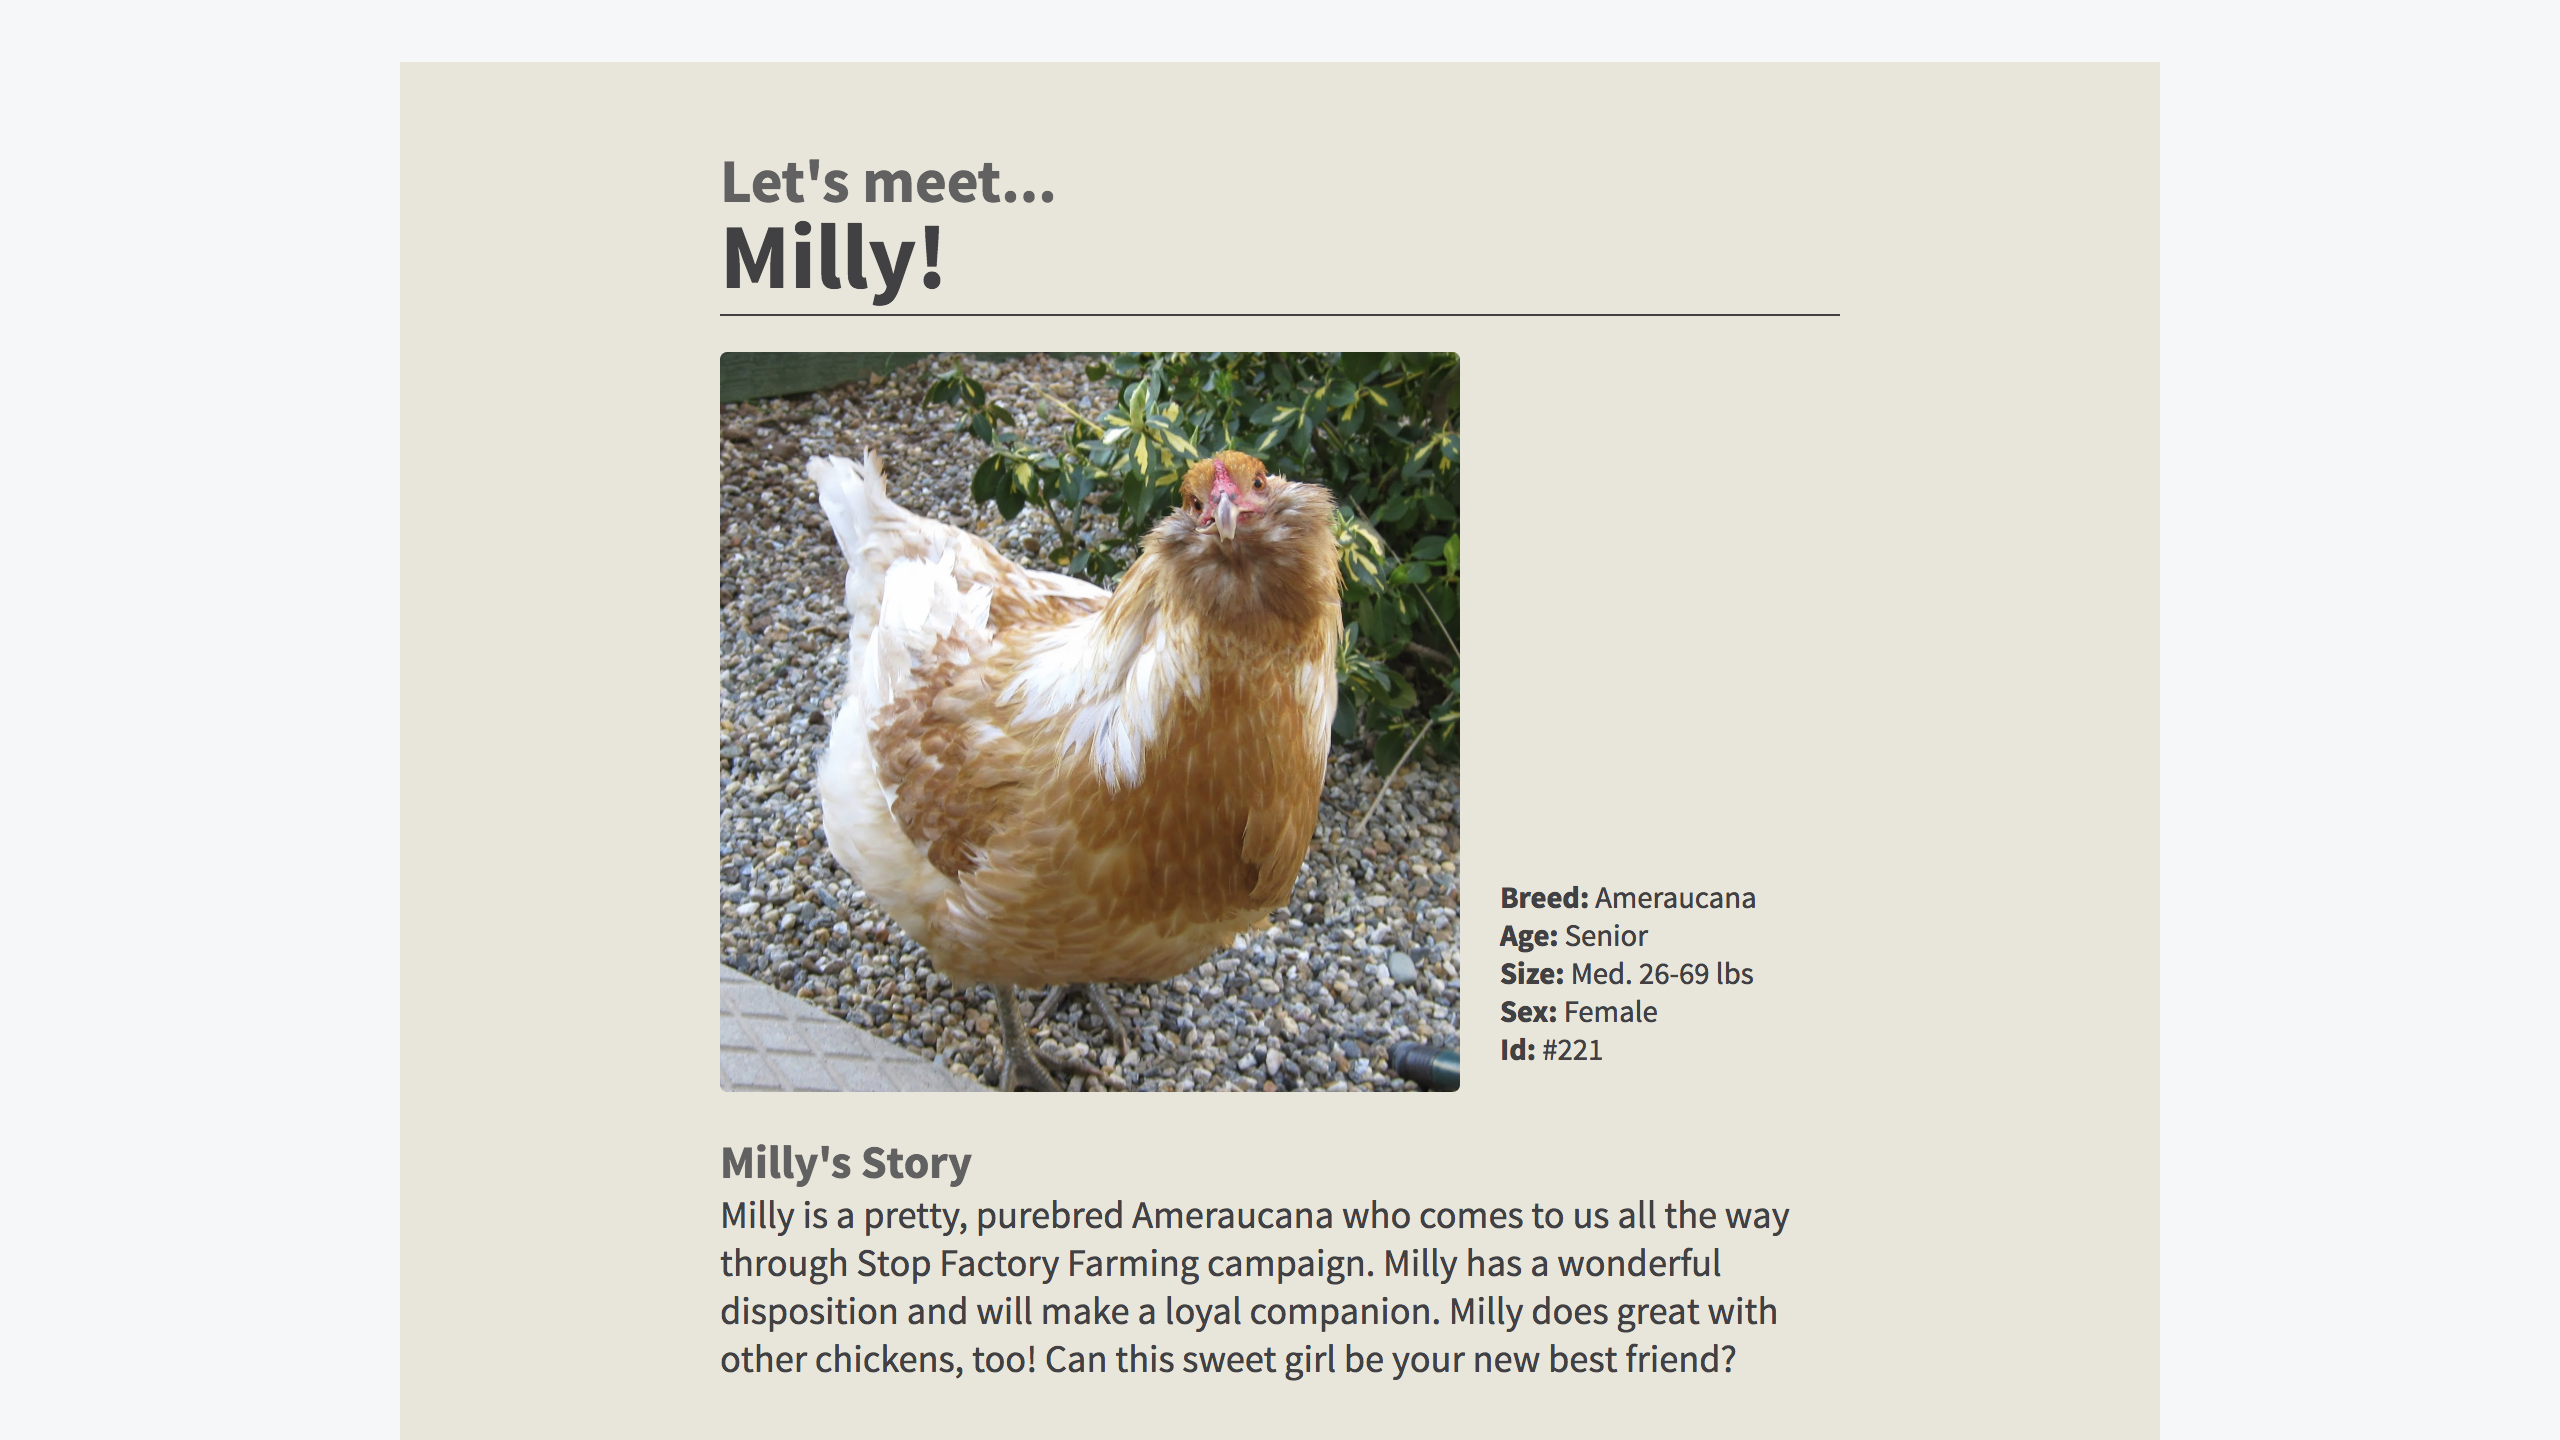 Let's meet...
Milly!
Breed: Ameraucana
Age: Senior
Size: Med. 26-69 lbs
Sex: Female
Id: #221
Milly's Story
Milly is a pretty, purebred Ameraucana who comes to us all the way
through Stop Factory Farming campaign. Milly has a wonderful
disposition and will make a loyal companion. Milly does great with
other chickens, too! Can this sweet girl be your new best friend?